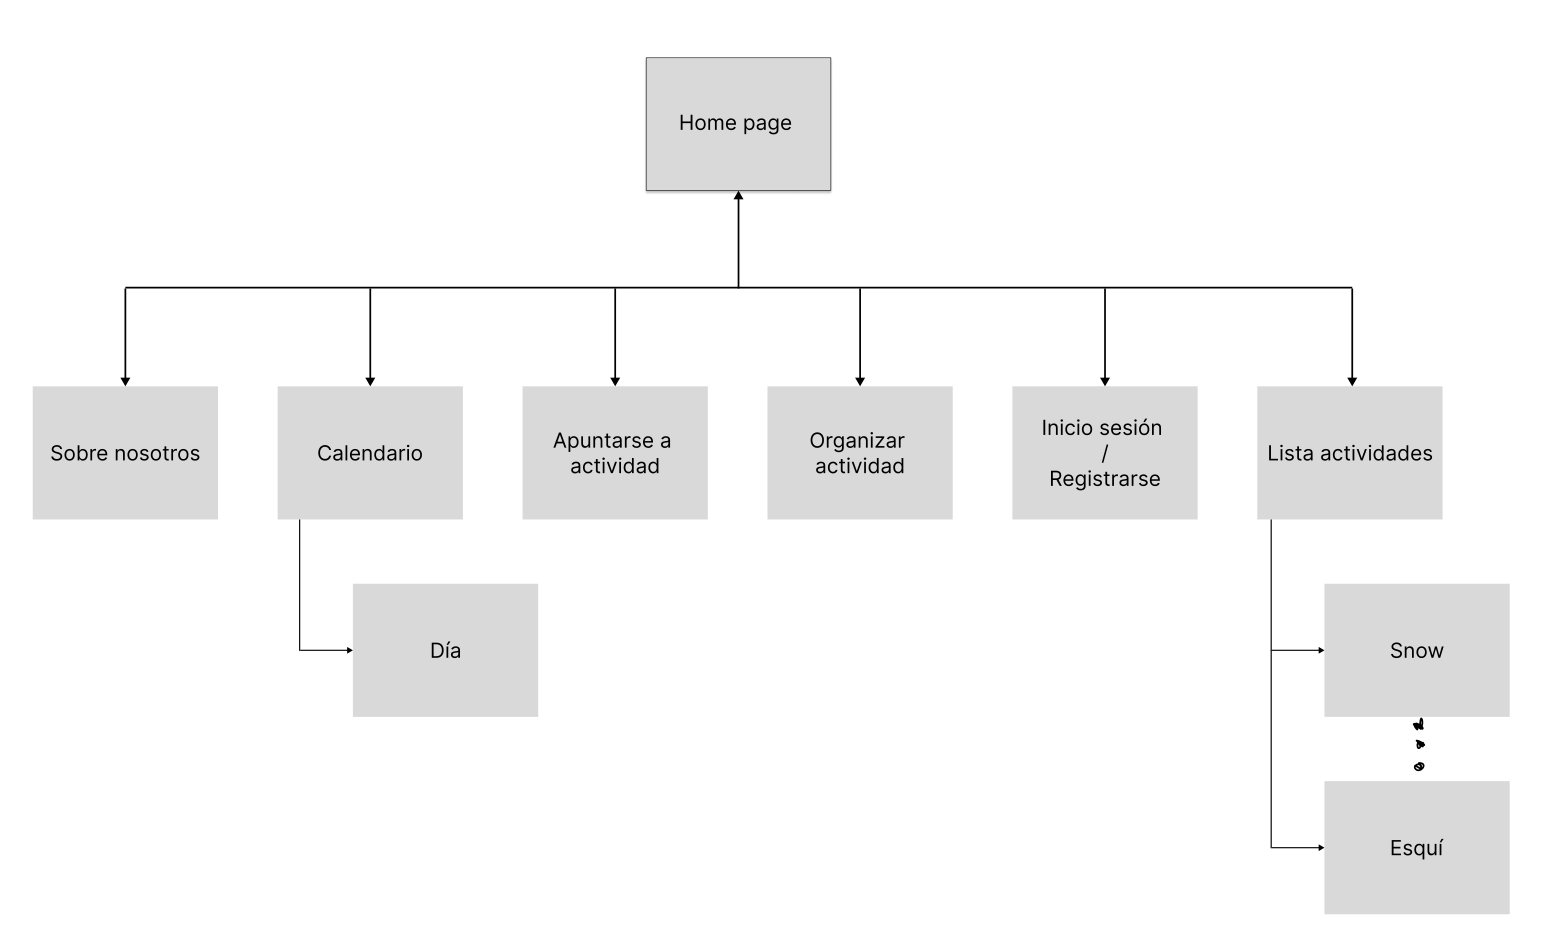 Home page
Sobre nosotros
Calendario
Apuntarse a
actividad
Organizar
actividad
Inicio sesión
/
Registrarse
Lista actividades
Día
Snow
Esquí